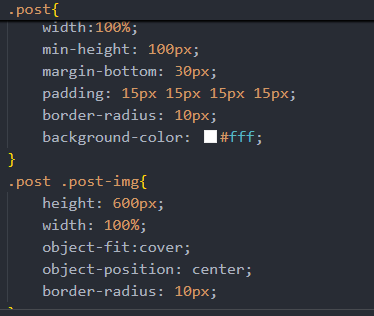 .post{
width:100%;
min-height: 100px;
margin-bottom: 30px;
padding: 15px 15px 15px 15px;
border-radius: 10px;
background-color: #fff;
}
.post .post-img{
height: 600px;
width: 100%;
object-fit:cover;
object-position: center;
border-radius: 10px;
}